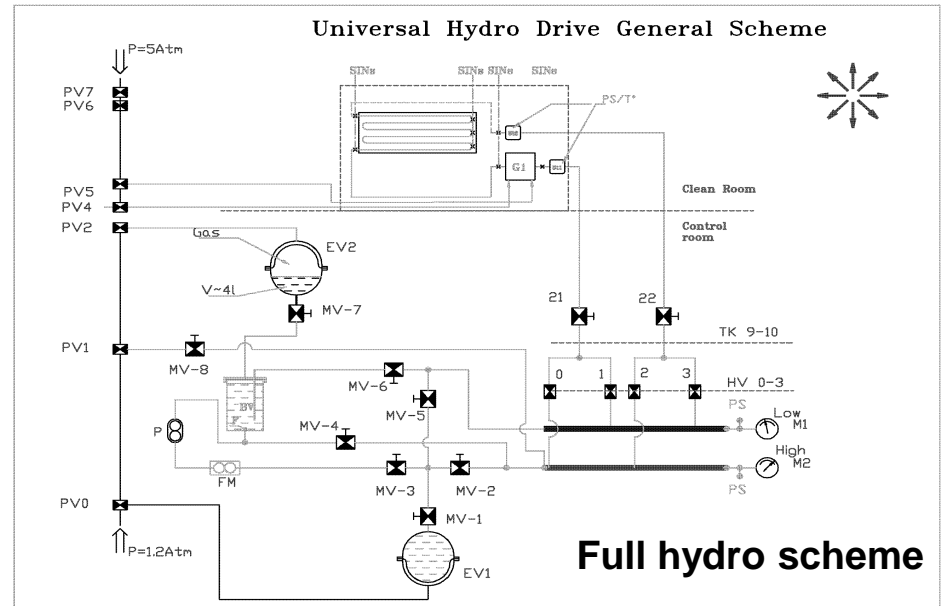 Universal Hydro Drive General Scheme
P=5Atm
SINs SINs SINs SINs
PV7
PV6
PS/T°
G1
PV5
Clean Room
PV4
Control
room
PV2
Gas
EV2
V~4l
MV-7
21 22
TK 9-10
PV1
MV-8
MV-6
0 1 2 3
HV 0-3
MV-5
BV
F
PS
Low
M1
P
MV-4
High
M2
FM
MV-3 MV-2
PS
PV0
MV-1
P=1.2Atm
EV1
Full hydro scheme